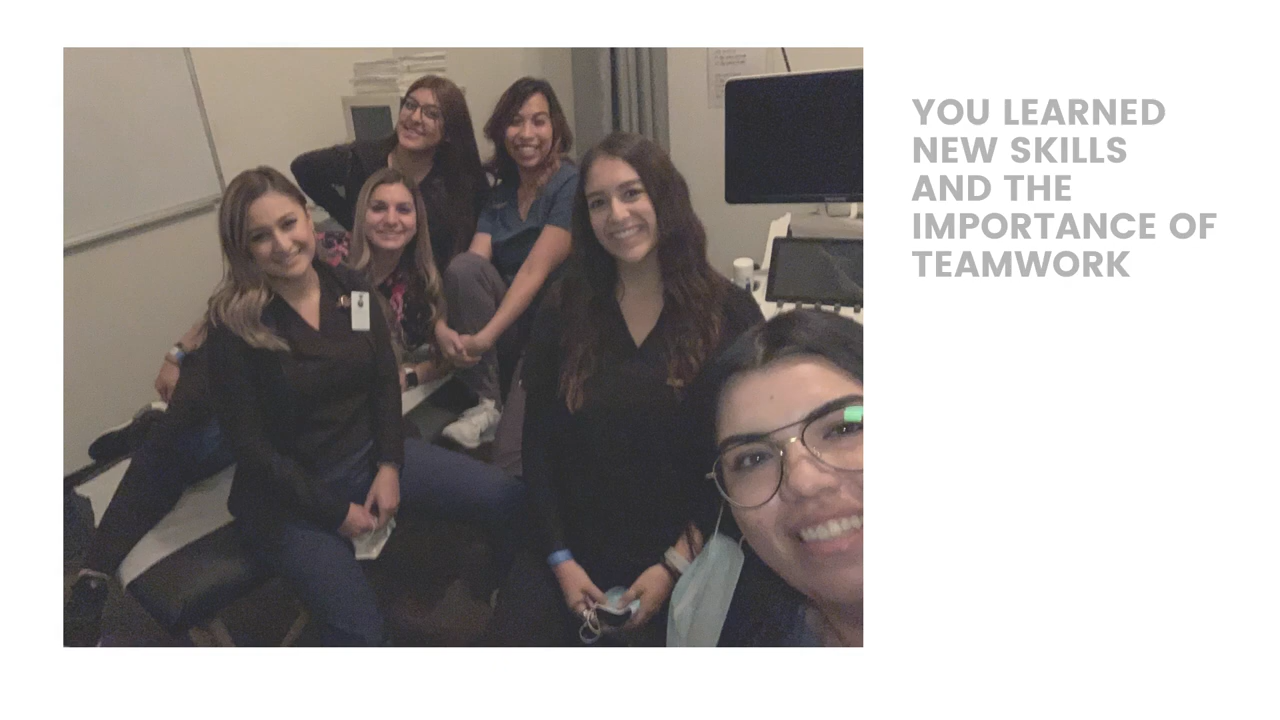 YOU LEARNED
NEW SKILLS
AND THE
IMPORTANCE OF
TEAMWORK